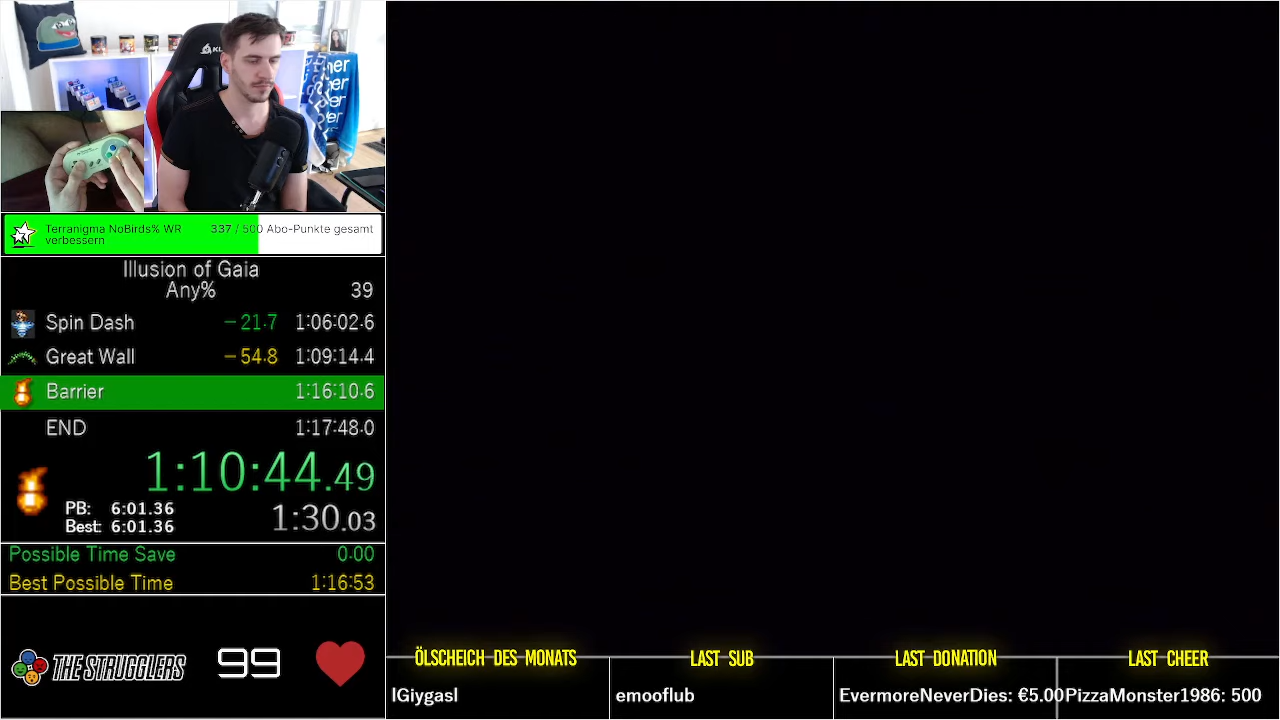 Terranigma NoBirds% WR verbessern
337 / 500 Abo-Punkte gesamt
Illusion of Gaia
Any%
39
Spin Dash −21.7 1:06:02.6
Great Wall −54.8 1:09:14.4
Barrier 1:16:10.6
END 1:17:48.0
1:10:44.49
PB: 6:01.36
Best: 6:01.36
1:30.03
Possible Time Save 0.00
Best Possible Time 1:16:53
THE STRUGGLERS
99
ÖLSCHEICH DES MONATS
lGiygasl
LAST SUB
emooflub
LAST DONATION
EvermoreNeverDies: €5.00
LAST CHEER
PizzaMonster1986: 500